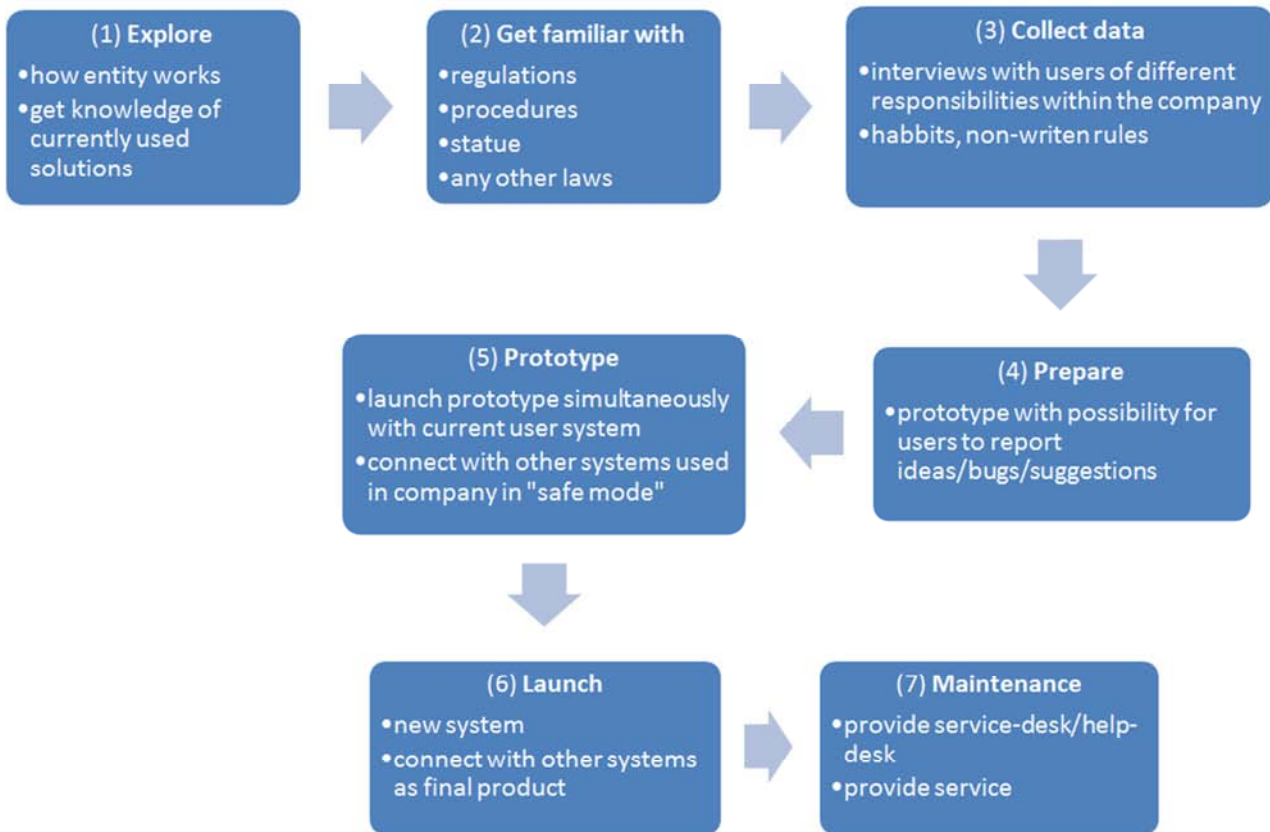 (1) Explore
•how entity works
•get knowledge of
currently used
solutions
(2) Get familiar with
•regulations
•procedures
•statue
•any other laws
(3) Collect data
•interviews with users of different
responsibilities within the company
•habbits, non-writen rules
(4) Prepare
•prototype with possibility for
users to report
ideas/bugs/suggestions
(5) Prototype
•launch prototype simultaneously
with current user system
•connect with other systems used
in company in "safe mode"
(6) Launch
•new system
•connect with other systems
as final product
(7) Maintenance
•provide service-desk/help-
desk
•provide service